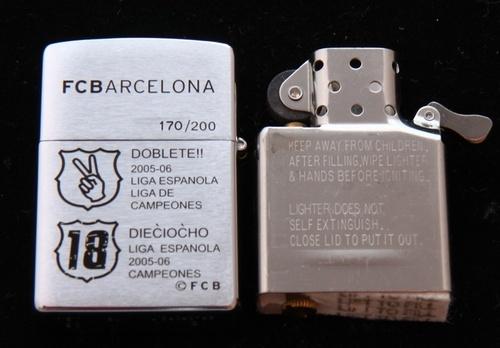 FCBARCELONA
170/200
DOBLETE!!
2005-06
LIGA ESPANOLA
LIGA DE
CAMPEONES
18
DIEĊIOĊHO
LIGA ESPANOLA
2005-06
CAMPEONES
©FCB
KEEP AWAY FROM CHILDREN.
AFTER FILLING, WIPE LIGHTER
& HANDS BEFORE IGNITING.
LIGHTER DOES NOT
SELF EXTINGUISH.
CLOSE LID TO PUT IT OUT.